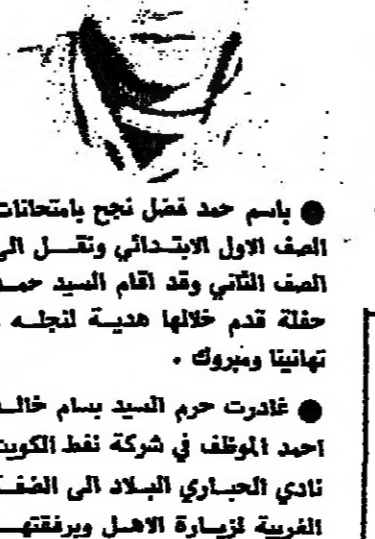 ● باسم حمد فضل نجح بامتحانات
الصف الاول الابتدائي ونقل الى
الصف الثاني وقد اقام السيد حمد
حفلة قدم خلالها هدية لنجله .
تهانينا ومبروك .
● غادرت حرم السيد بسام خالد
احمد الموظف في شركة نفط الكويت
نادي الحباري البلاد الى الضفة
الغربية لزيارة الاهل وبرفقتها